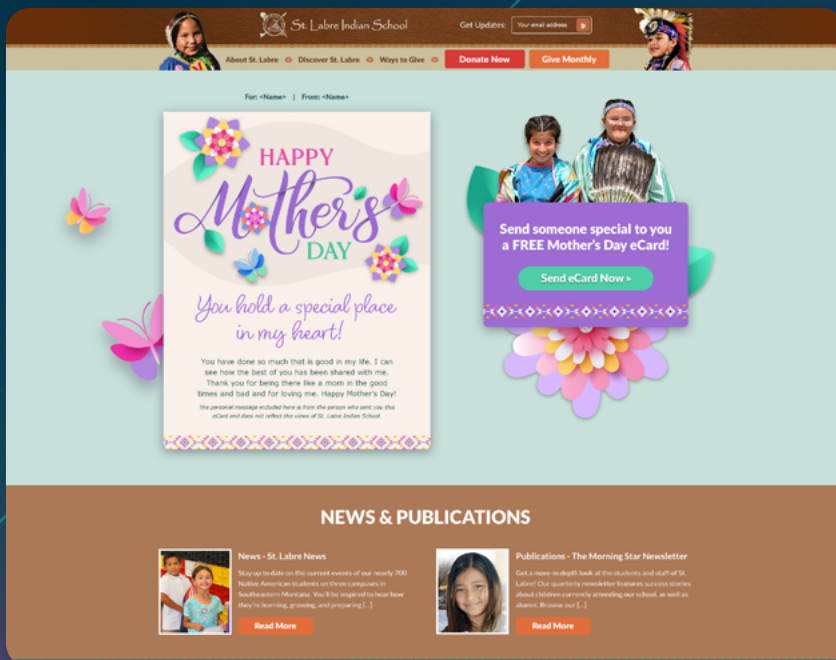 St. Labre Indian School
Get Updates: Your email address
About St. Labre Discover St. Labre Ways to Give Donate Now Give Monthly
For: <Name> | From: <Name>
HAPPY
Mother's
DAY
You hold a special place
in my heart!
You have done so much that is good in my life. I can
see how the best of you has been shared with me.
Thank you for being there like a mom in the good
times and bad and for loving me. Happy Mother's Day!
The personal message included here is from the person who sent you this
eCard and does not reflect the views of St. Labre Indian School.
Send someone special to you
a FREE Mother's Day eCard!
Send eCard Now »
NEWS & PUBLICATIONS
News - St. Labre News
Stay up to date on the current events of our nearly 700
Native American students on three campuses in
Southeastern Montana. You'll be inspired to hear how
they're learning, growing, and preparing [...]
Read More
Publications - The Morning Star Newsletter
Get a more in-depth look at the students and staff of St.
Labre! Our quarterly newsletter features success stories
about children currently attending our school, as well as
alumni. Browse our [...]
Read More